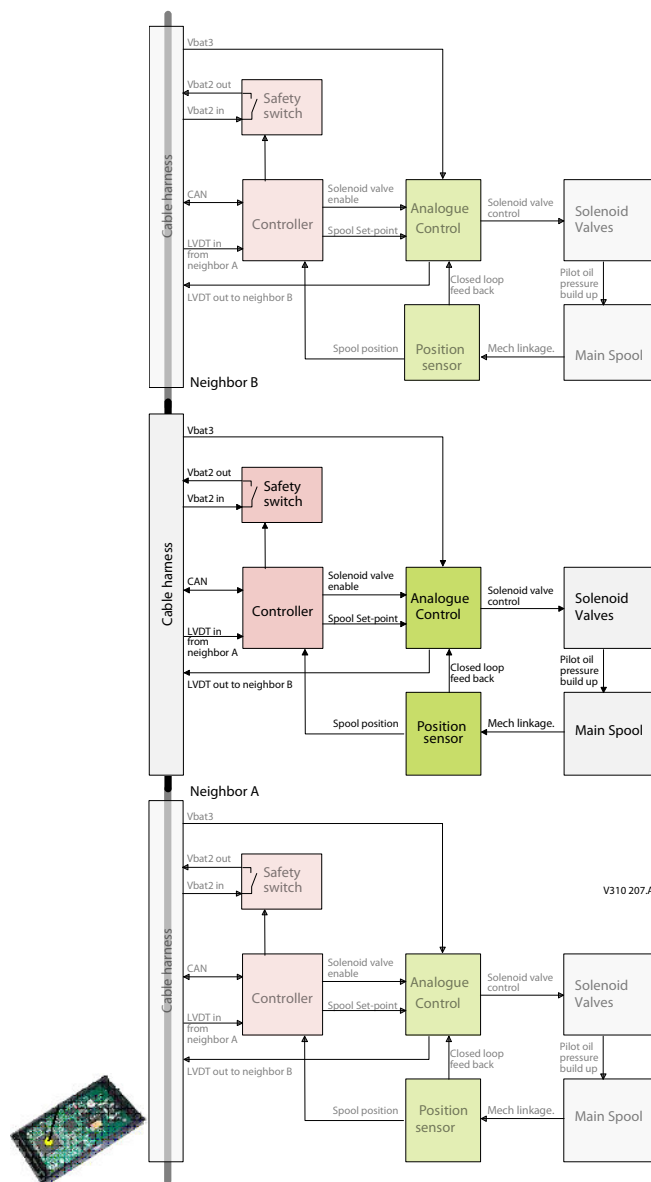 Vbat3
Vbat2 out
Safety
switch
Vbat2 in
Cable harness
CAN
Controller
Solenoid valve
enable
Spool Set-point
Analogue
Control
Solenoid valve
control
Solenoid
Valves
LVDT in
from
neighbor A
LVDT out to neighbor B
Closed loop
feed back
Pilot oil
pressure
build up
Spool position
Position
sensor
Mech linkage.
Main Spool
Neighbor B
Vbat3
Vbat2 out
Safety
switch
Vbat2 in
Cable harness
CAN
Controller
Solenoid valve
enable
Spool Set-point
Analogue
Control
Solenoid valve
control
Solenoid
Valves
LVDT in
from
neighbor A
LVDT out to neighbor B
Closed loop
feed back
Pilot oil
pressure
build up
Spool position
Position
sensor
Mech linkage.
Main Spool
Neighbor A
Vbat3
Vbat2 out
Safety
switch
Vbat2 in
V310 207.A
Cable harness
CAN
Controller
Solenoid valve
enable
Spool Set-point
Analogue
Control
Solenoid valve
control
Solenoid
Valves
LVDT in
from
neighbor A
LVDT out to neighbor B
Closed loop
feed back
Pilot oil
pressure
build up
Spool position
Position
sensor
Mech linkage.
Main Spool